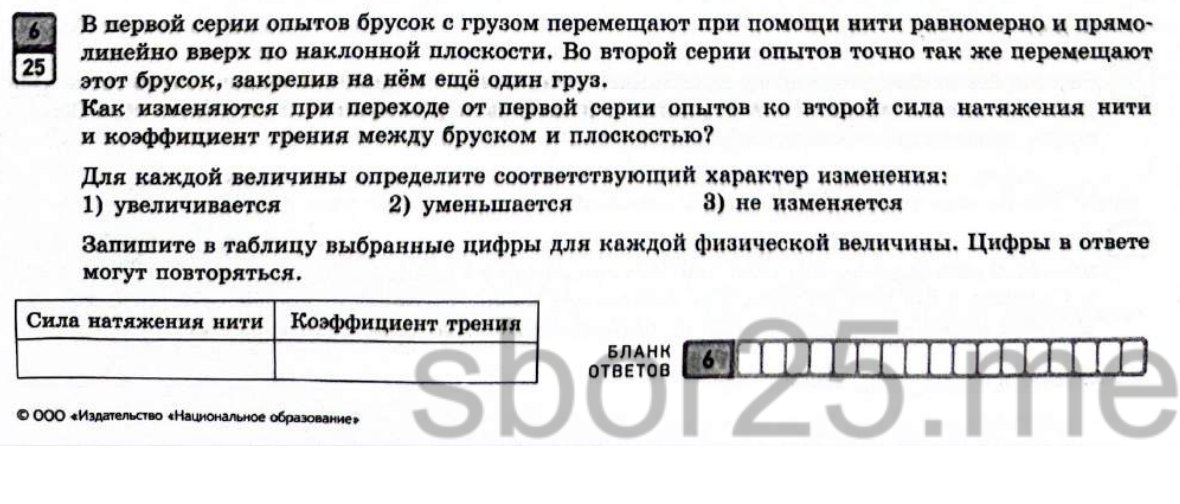 6
25
В первой серии опытов брусок с грузом перемещают при помощи нити равномерно и прямо-
линейно вверх по наклонной плоскости. Во второй серии опытов точно так же перемещают
этот брусок, закрепив на нём ещё один груз.
Как изменяются при переходе от первой серии опытов ко второй сила натяжения нити
и коэффициент трения между бруском и плоскостью?
Для каждой величины определите соответствующий характер изменения:
1) увеличивается 2) уменьшается 3) не изменяется
Запишите в таблицу выбранные цифры для каждой физической величины. Цифры в ответе
могут повторяться.
Сила натяжения нити Коэффициент трения
БЛАНК
ОТВЕТОВ 6
© ООО «Издательство «Национальное образование»
sbor25.me